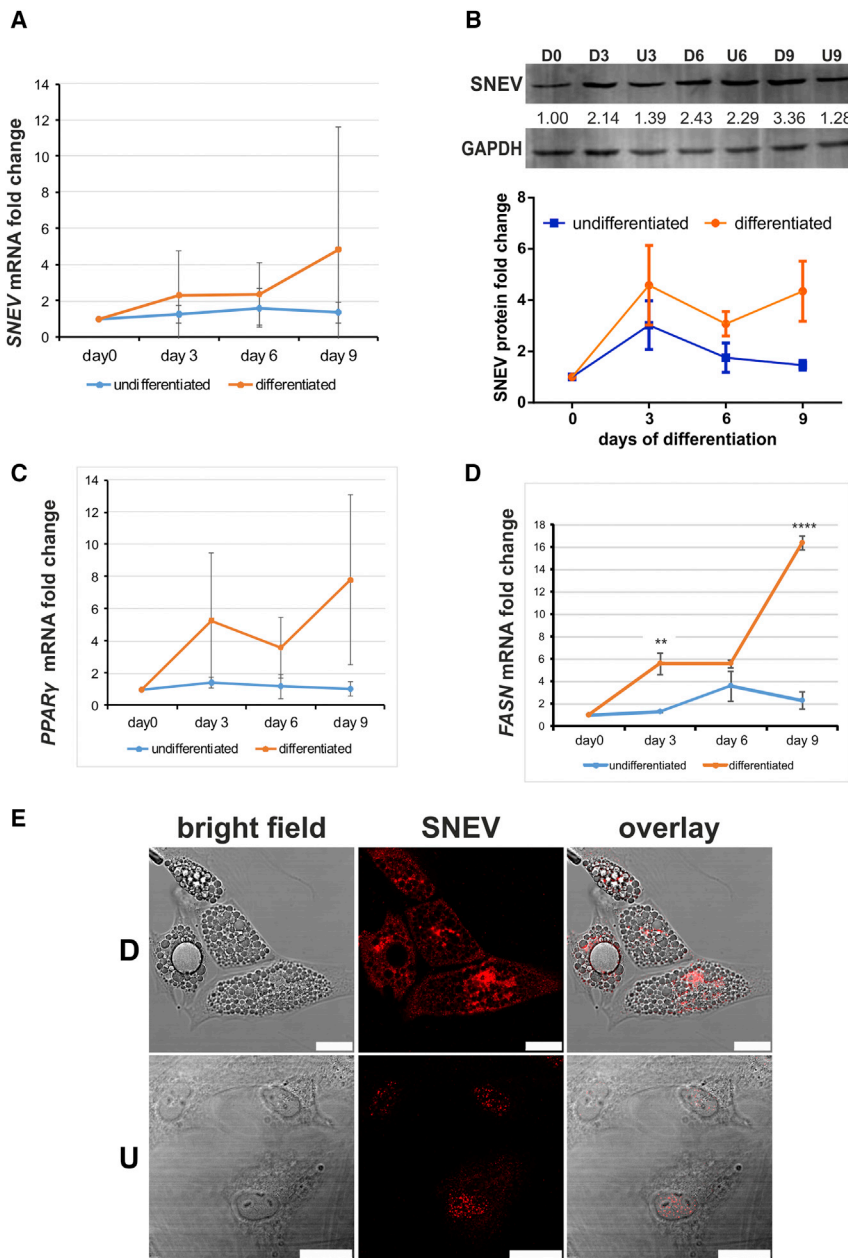 A
14
12
10
8
6
4
2
0
SNEV mRNA fold change
day0 day 3 day 6 day 9
undifferentiated differentiated
B
D0 D3 U3 D6 U6 D9 U9
SNEV
1.00 2.14 1.39 2.43 2.29 3.36 1.28
GAPDH
8
6
4
2
0
SNEV protein fold change
undifferentiated differentiated
0 3 6 9
days of differentiation
C
14
12
10
8
6
4
2
0
PPARγ mRNA fold change
day0 day 3 day 6 day 9
undifferentiated differentiated
D
18
16
14
12
10
8
6
4
2
0
FASN mRNA fold change
**
****
day0 day 3 day 6 day 9
undifferentiated differentiated
E
bright field SNEV overlay
D
U